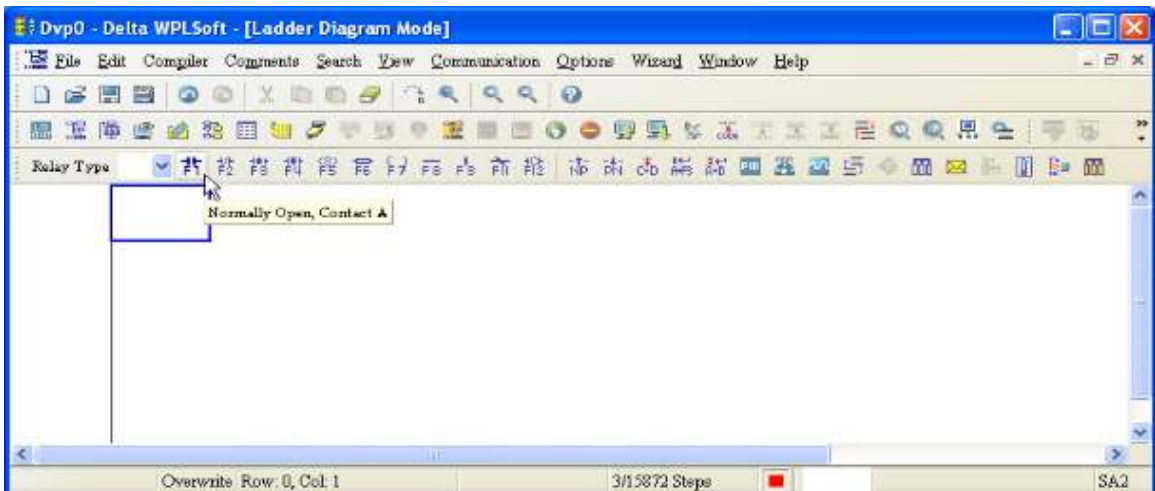 Dvp0 - Delta WPLSoft - [Ladder Diagram Mode]
File Edit Compiler Comments Search View Communication Options Wizard Window Help
Relay Type
Normally Open, Contact A
Overwrite Row: 0, Col: 1 3/15872 Steps SA2